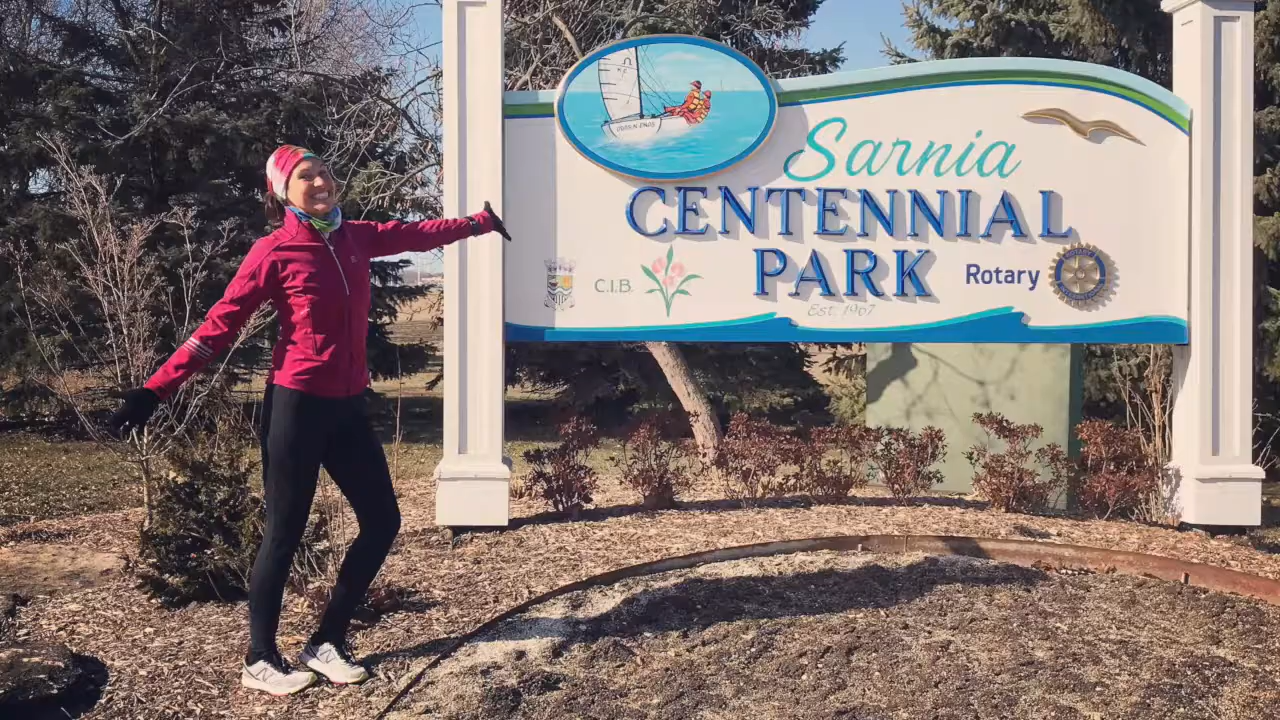 Sarnia
CENTENNIAL
PARK
C.I.B.
Rotary
Est. 1967